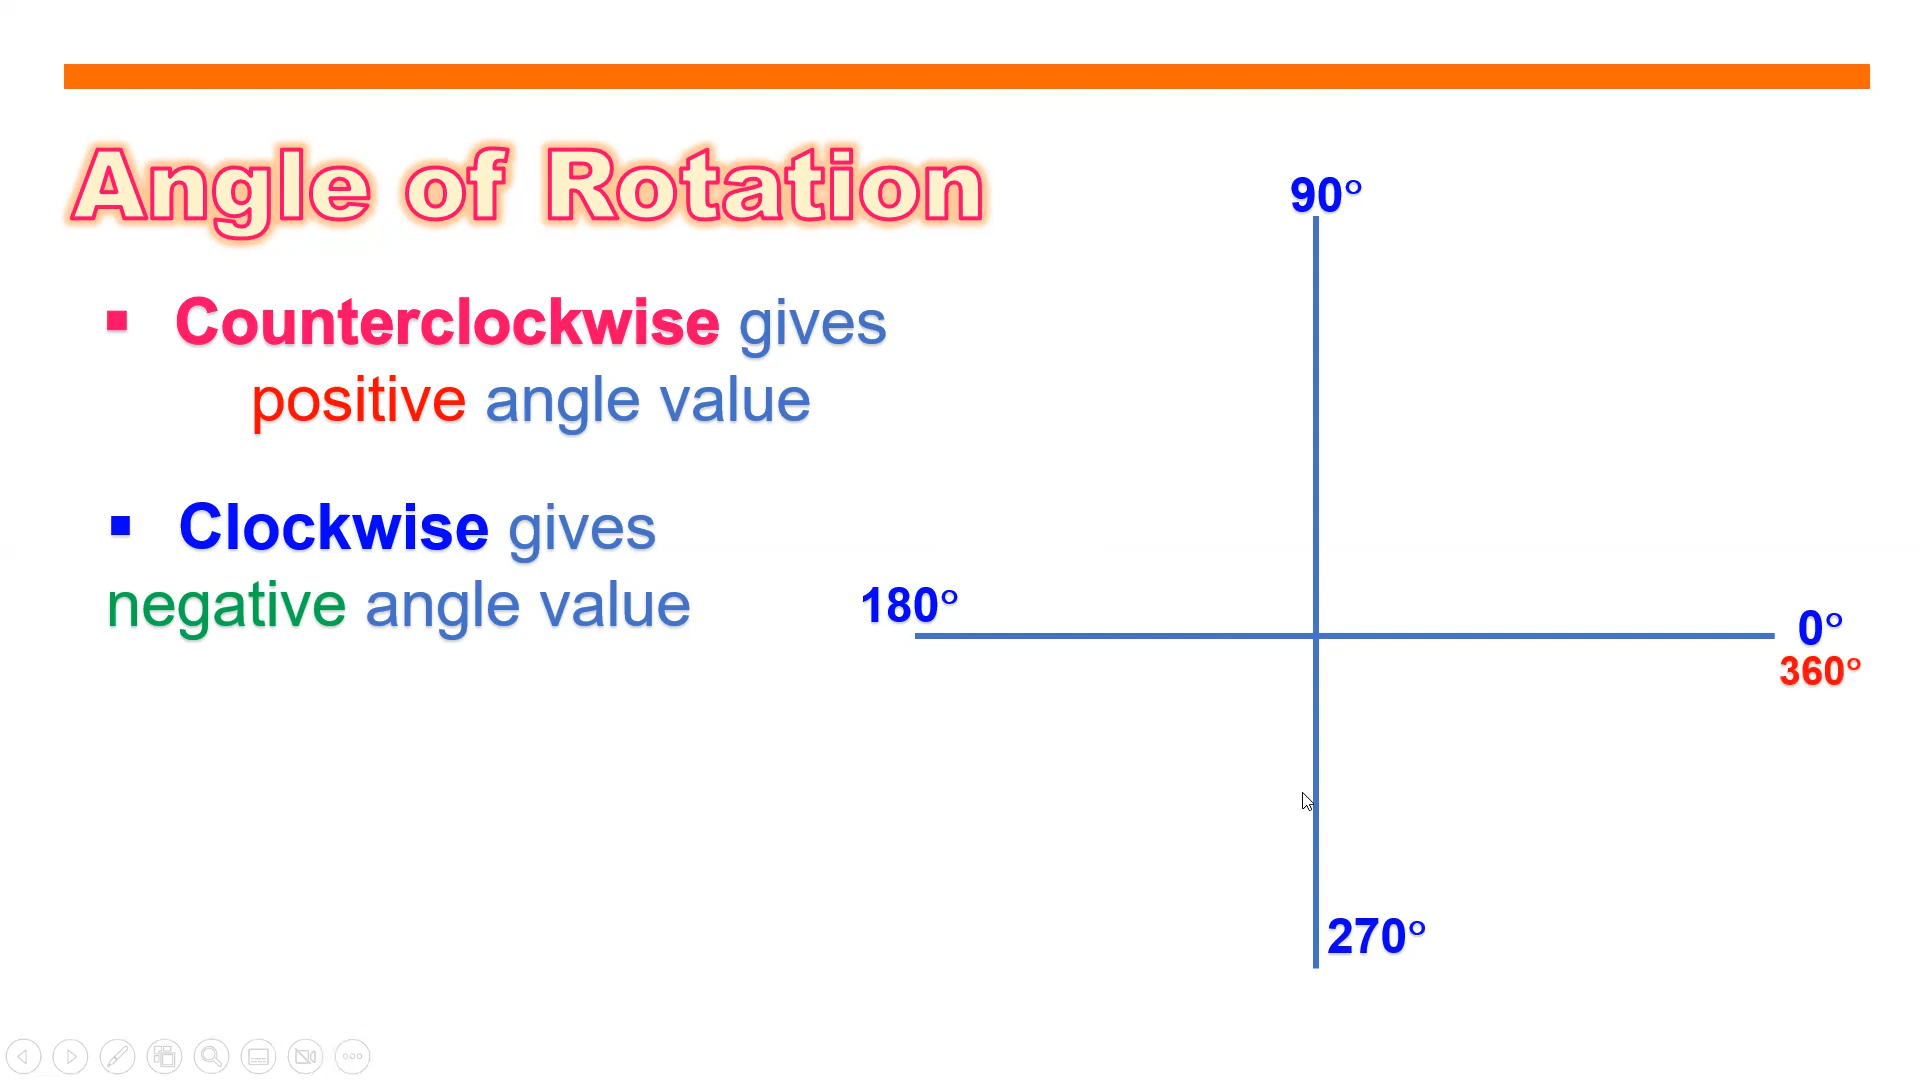 Angle of Rotation
▪ Counterclockwise gives
positive angle value
▪ Clockwise gives
negative angle value
90°
180°
0°
360°
270°